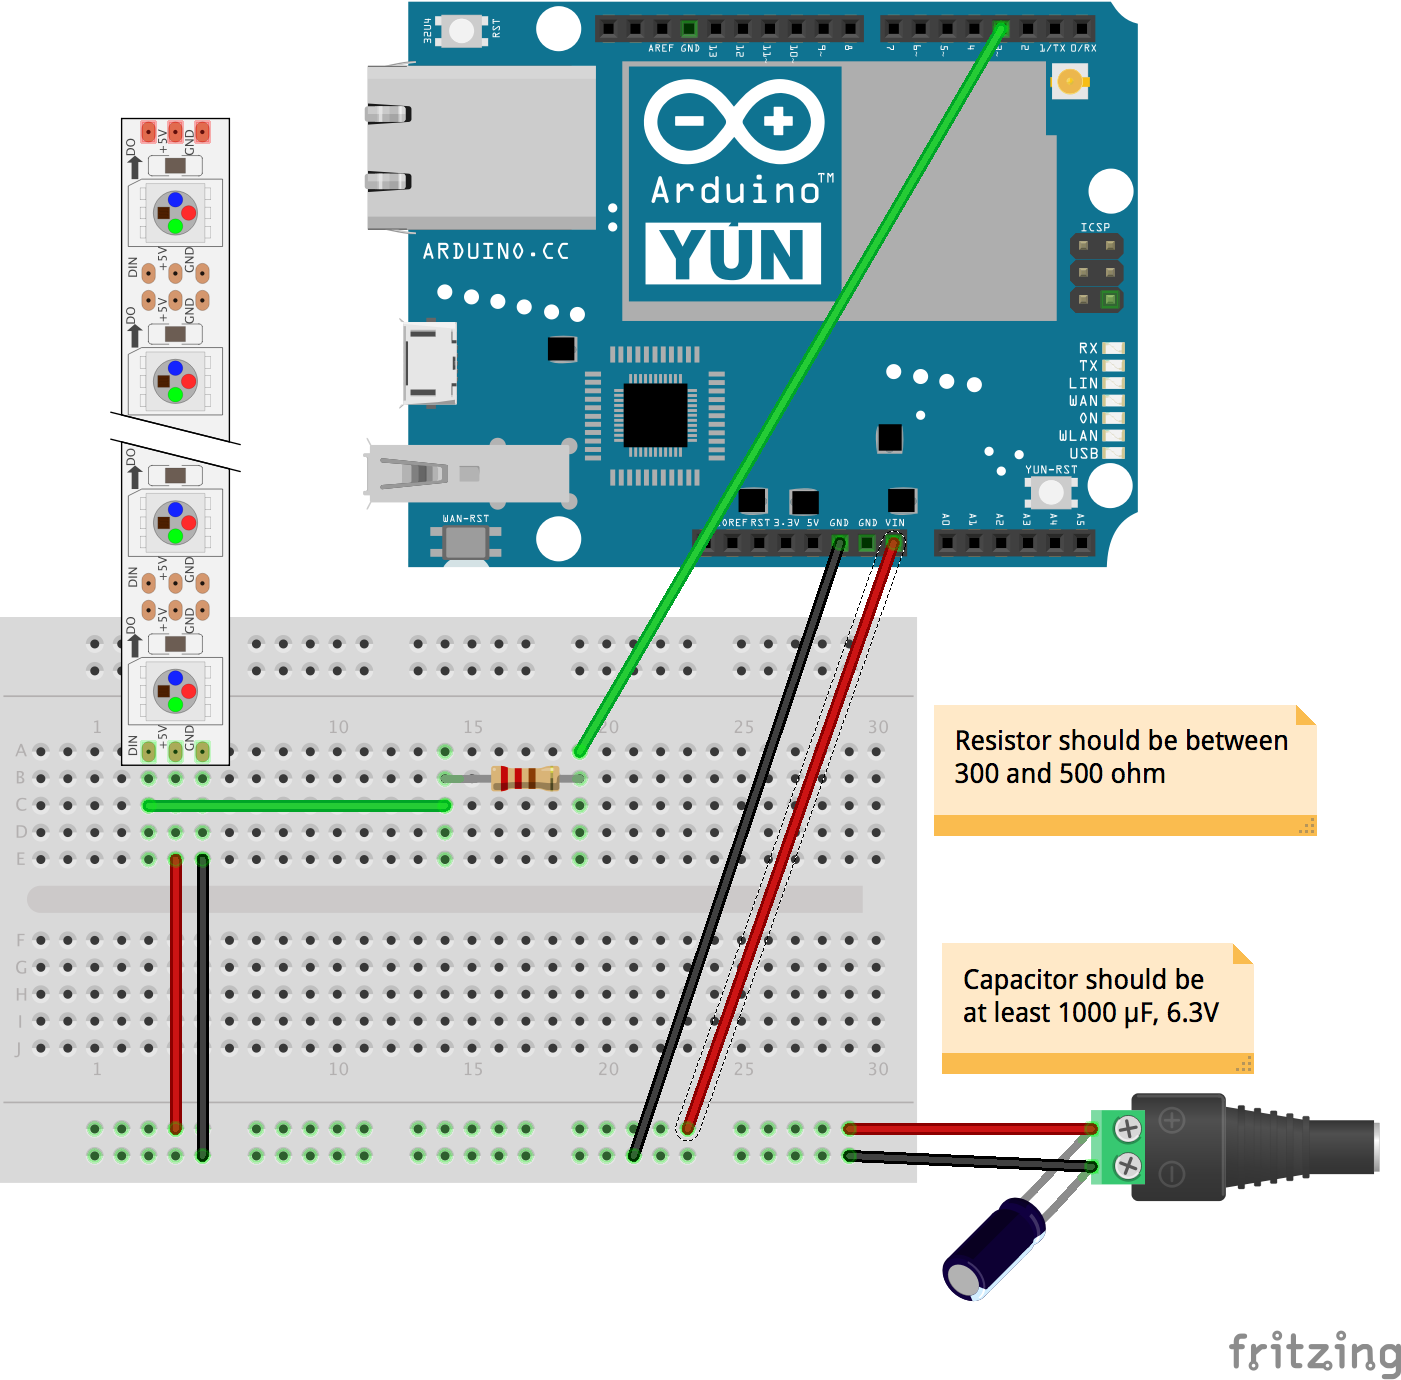 32U4
RST
AREF GND 13 12 11~ 10~ 9~ 8
7 6~ 5~ 4 3~ 2 1/TX 0/RX
Arduino™
YÚN
ARDUINO.CC
ICSP
RX
TX
LIN
WAN
ON
WLAN
USB
YUN-RST
WAN-RST
IOREF RST 3.3V 5V GND GND VIN
A0 A1 A2 A3 A4 A5
DO +5V GND
DIN +5V GND
DO +5V GND
DO
DIN +5V GND
DO +5V GND
DIN +5V GND
1 10 15 20 25 30
A
B
C
D
E
F
G
H
I
J
1 10 15 20 25 30
Resistor should be between
300 and 500 ohm
Capacitor should be
at least 1000 µF, 6.3V
fritzing